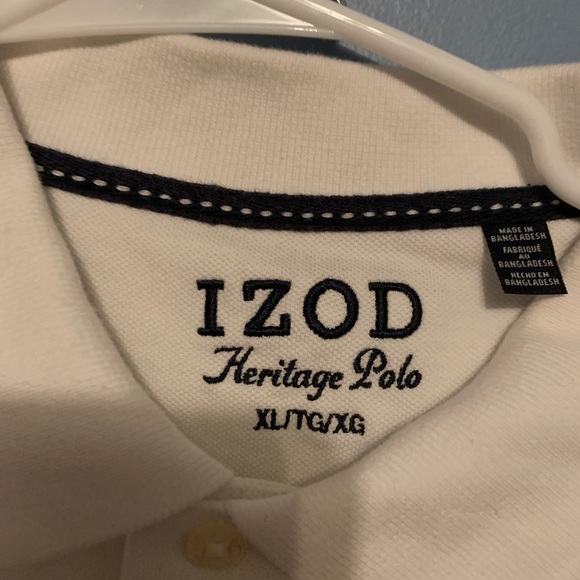 IZOD
Heritage Polo
XL/TG/XG
MADE IN
BANGLADESH
FABRIQUÉ
AU
BANGLADESH
HECHO EN
BANGLADESH